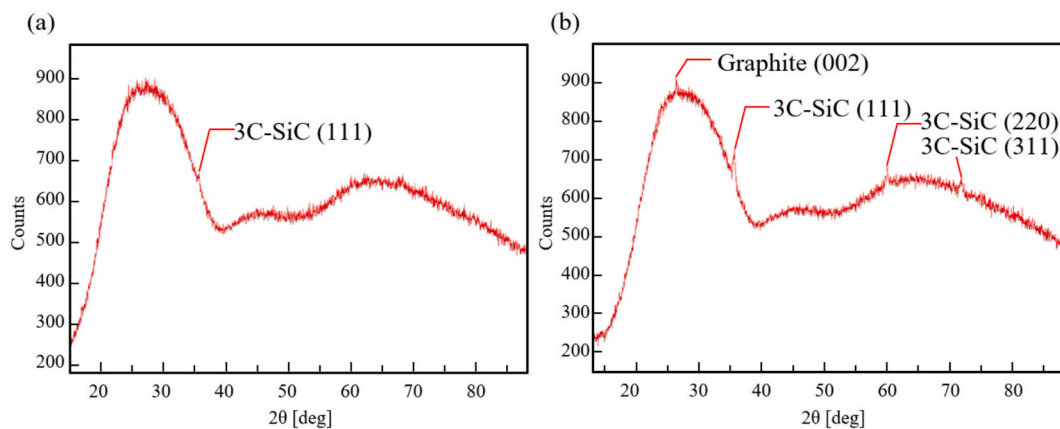 (a)
900
800
700
600
500
400
300
200
Counts
3C-SiC (111)
20 30 40 50 60 70 80
2θ [deg]
(b)
900
800
700
600
500
400
300
200
Counts
Graphite (002)
3C-SiC (111)
3C-SiC (220)
3C-SiC (311)
20 30 40 50 60 70 80
2θ [deg]